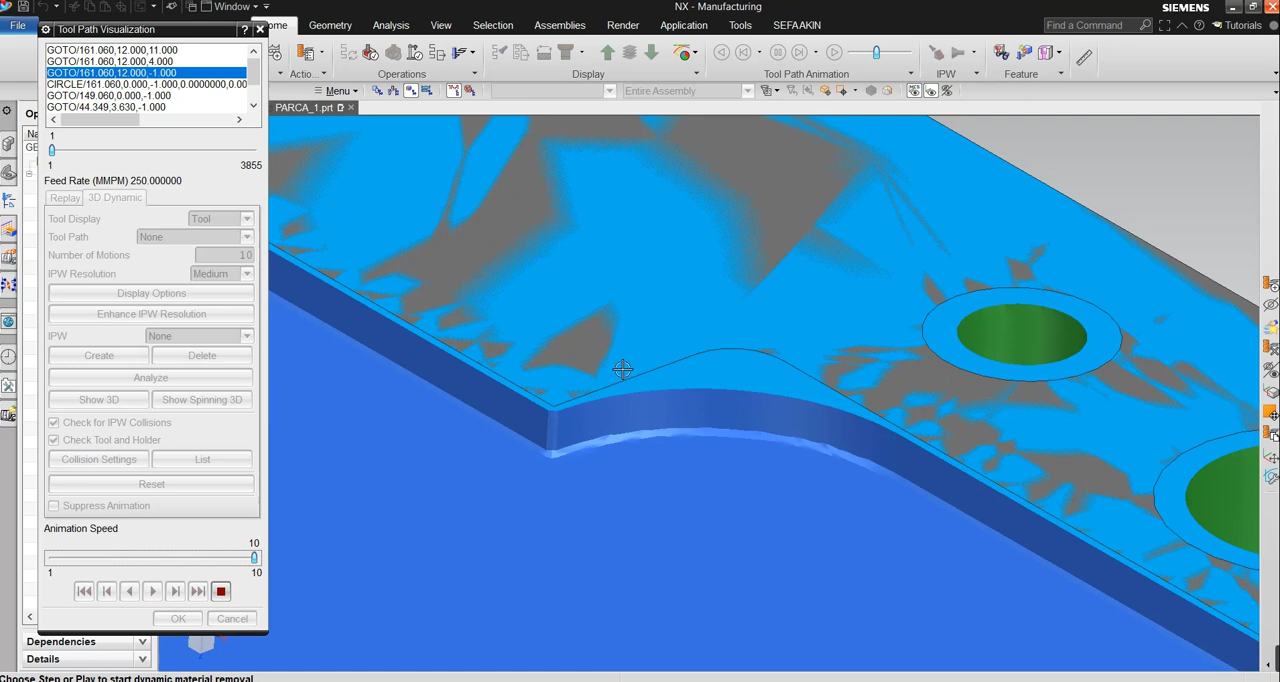 Window
NX - Manufacturing
SIEMENS
File
ome
Geometry
Analysis
View
Selection
Assemblies
Render
Application
Tools
SEFAAKIN
Find a Command
Tutorials
Tool Path Visualization
?
GOTO/161.060,12.000,11.000
GOTO/161.060,12.000,4.000
GOTO/161.060,12.000,-1.000
CIRCLE/161.060,0.000,-1.000,0.0000000,0.00
GOTO/149.060,0.000,-1.000
GOTO/44.349,3.630,-1.000
Actio...
Operations
Display
Tool Path Animation
IPW
Feature
Menu
Entire Assembly
PARCA_1.prt
Op
Na
GE
1
1
3855
Feed Rate (MMPM) 250.000000
Replay
3D Dynamic
Tool Display
Tool
Tool Path
None
Number of Motions
10
IPW Resolution
Medium
Display Options
Enhance IPW Resolution
IPW
None
Create
Delete
Analyze
Show 3D
Show Spinning 3D
Check for IPW Collisions
Check Tool and Holder
Collision Settings
List
Reset
Suppress Animation
Animation Speed
10
1
10
OK
Cancel
Dependencies
Details
Choose Step or Play to start dynamic material removal